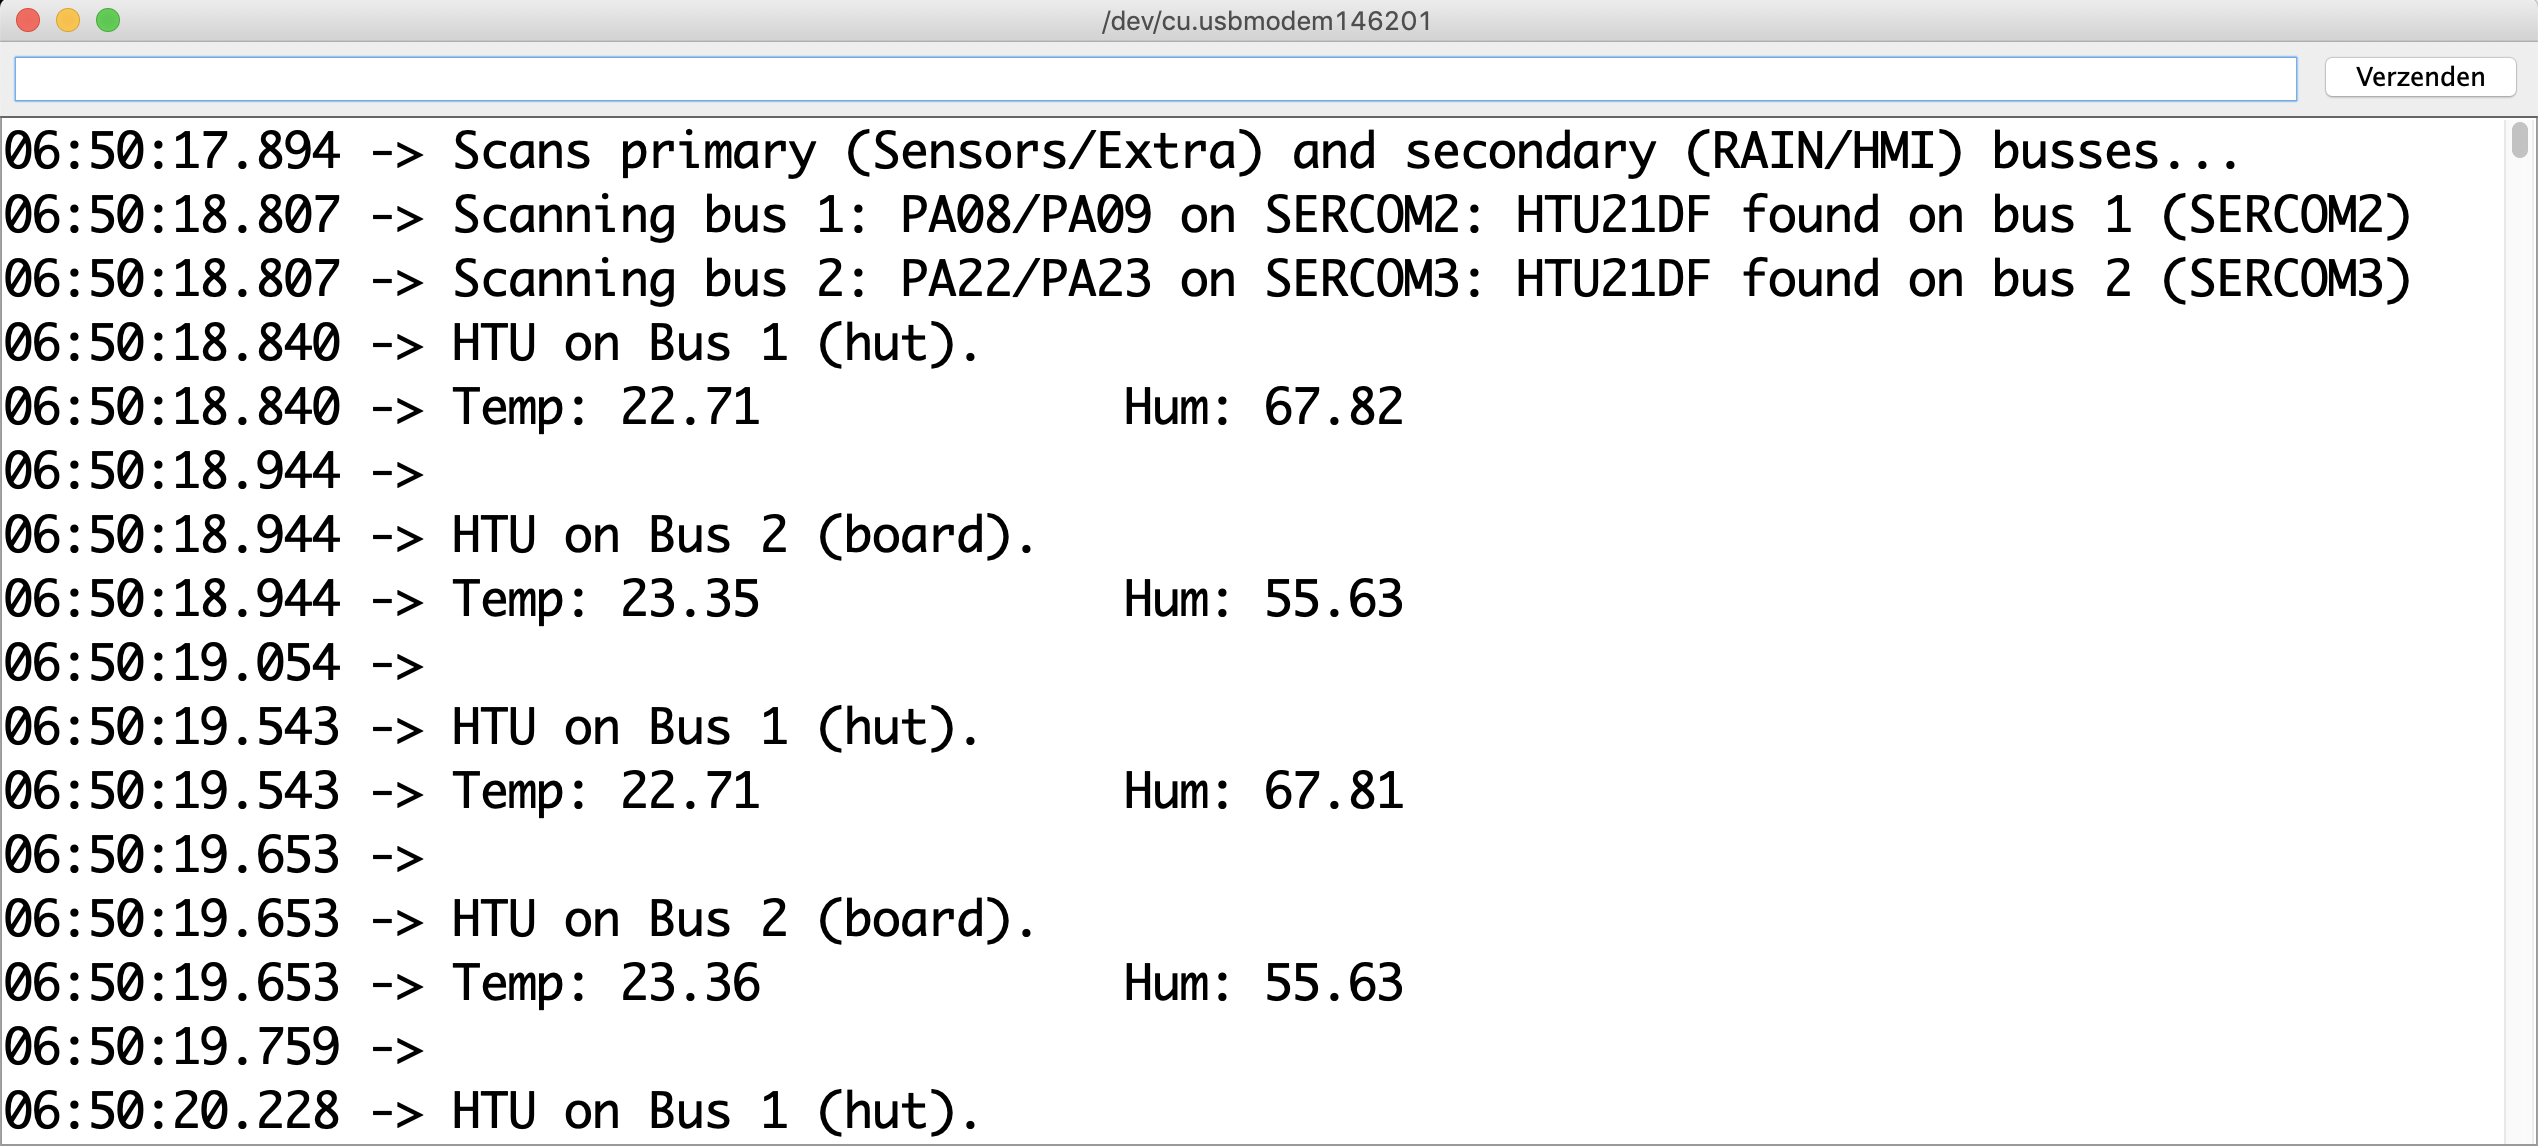 /dev/cu.usbmodem146201
Verzenden
06:50:17.894 -> Scans primary (Sensors/Extra) and secondary (RAIN/HMI) busses...
06:50:18.807 -> Scanning bus 1: PA08/PA09 on SERCOM2: HTU21DF found on bus 1 (SERCOM2)
06:50:18.807 -> Scanning bus 2: PA22/PA23 on SERCOM3: HTU21DF found on bus 2 (SERCOM3)
06:50:18.840 -> HTU on Bus 1 (hut).
06:50:18.840 -> Temp: 22.71             Hum: 67.82
06:50:18.944 ->
06:50:18.944 -> HTU on Bus 2 (board).
06:50:18.944 -> Temp: 23.35             Hum: 55.63
06:50:19.054 ->
06:50:19.543 -> HTU on Bus 1 (hut).
06:50:19.543 -> Temp: 22.71             Hum: 67.81
06:50:19.653 ->
06:50:19.653 -> HTU on Bus 2 (board).
06:50:19.653 -> Temp: 23.36             Hum: 55.63
06:50:19.759 ->
06:50:20.228 -> HTU on Bus 1 (hut).